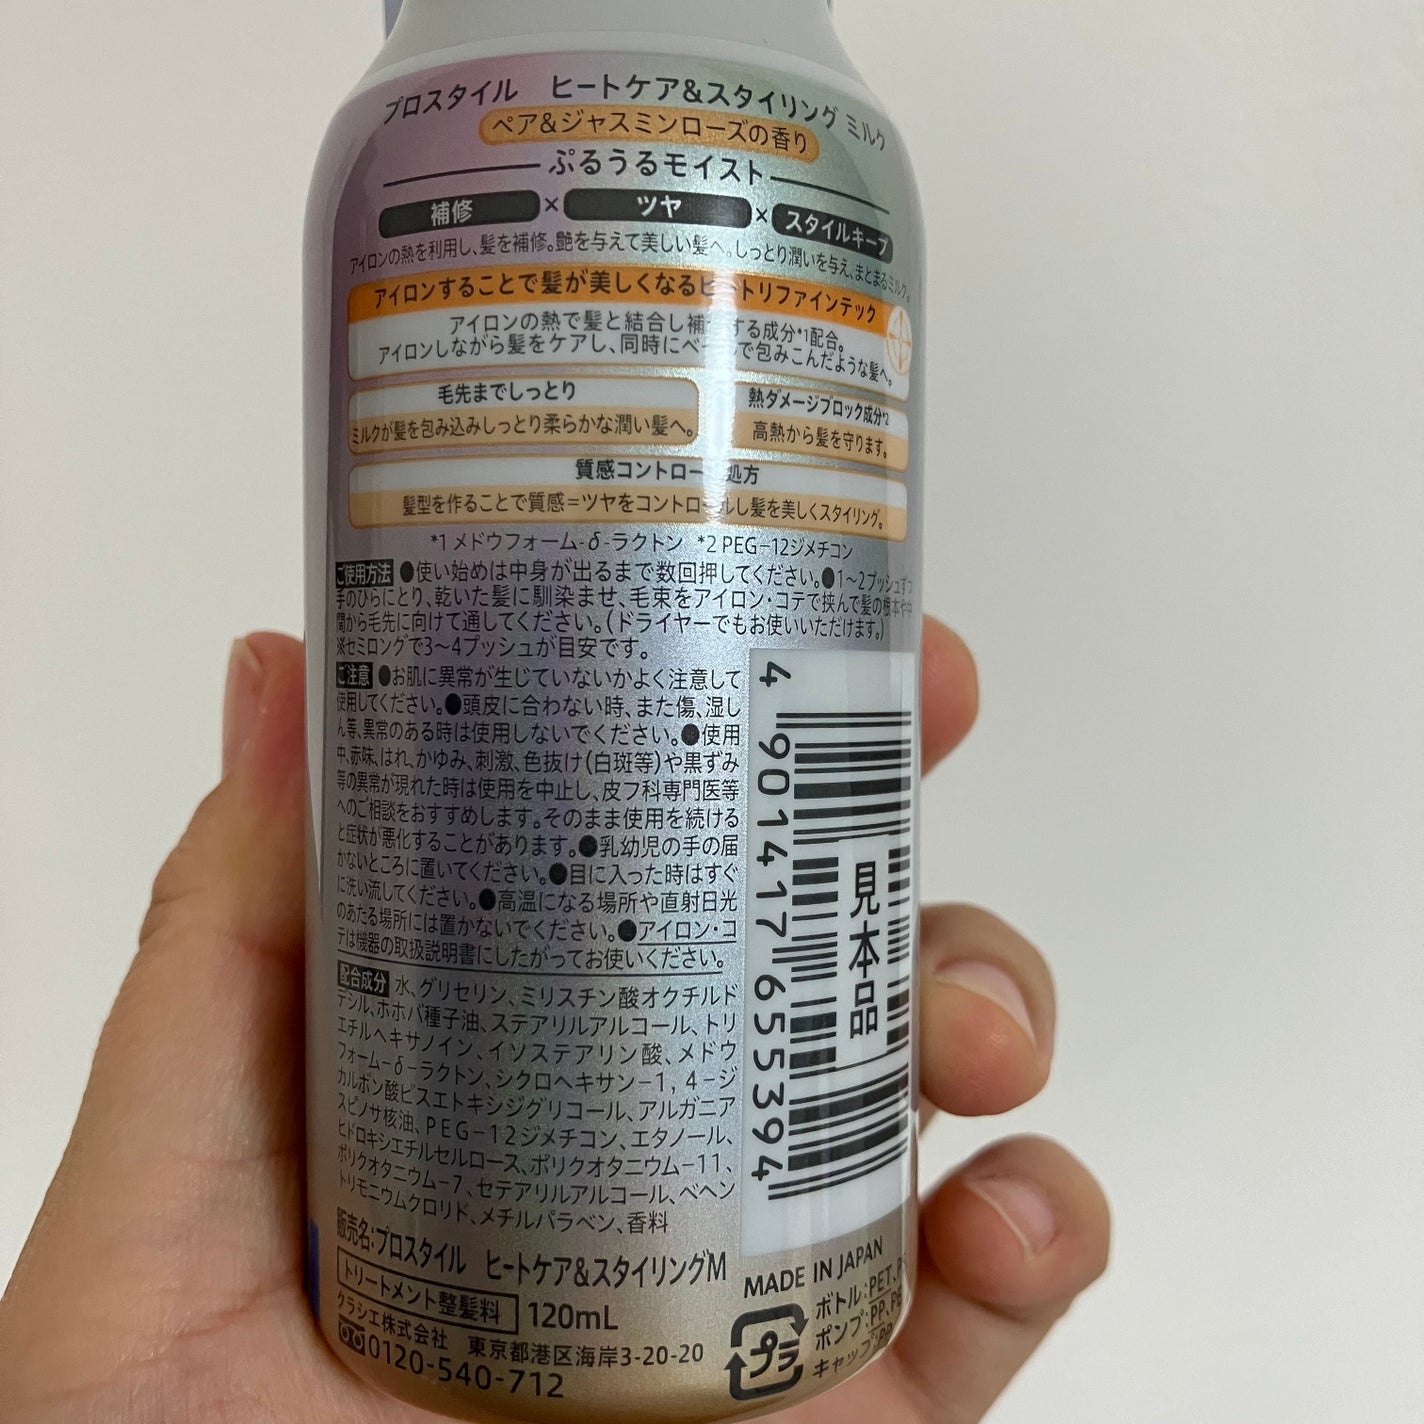 プロスタイル ヒートケア&スタイリング ミルク
ペア&ジャスミンローズの香り
ぷるうるモイスト
補修×ツヤ×スタイルキープ
アイロンの熱を利用し、髪を補修。艶を与えて美しい髪へ。しっとり潤いを与え、まとまるミルク。
アイロンすることで髪が美しくなるヒートリファインテック
アイロンの熱で髪と結合し補する成分*1配合。
アイロンしながら髪をケアし、同時にベで包みこんだような髪へ。
毛先までしっとり
ミルクが髪を包み込みしっとり柔らかな潤い髪へ。
熱ダメージブロック成分*2
高熱から髪を守ります。
質感コントロー処方
髪型を作ることで質感=ツヤをコントロールし髪を美しくスタイリング。
*1 メドウフォーム-δ-ラクトン *2 PEG-12ジメチコン
ご使用方法 ●使い始めは中身が出るまで数回押してください。●1〜2プッシュずつ
手のひらにとり、乾いた髪に馴染ませ、毛束をアイロン・コテで挟んで髪の根本や中
間から毛先に向けて通してください。(ドライヤーでもお使いいただけます。)
※セミロングで3〜4プッシュが目安です。
ご注意 ●お肌に異常が生じていないかよく注意して
使用してください。●頭皮に合わない時、また傷、湿し
ん等、異常のある時は使用しないでください。●使用
中、赤味、はれ、かゆみ、刺激、色抜け(白斑等)や黒ずみ
等の異常が現れた時は使用を中止し、皮フ科専門医等
へのご相談をおすすめします。そのまま使用を続ける
と症状が悪化することがあります。●乳幼児の手の届
かないところに置いてください。●目に入った時はすぐ
に洗い流してください。●高温になる場所や直射日光
のあたる場所には置かないでください。●アイロン・コ
テは機器の取扱説明書にしたがってお使いください。
配合成分 水、グリセリン、ミリスチン酸オクチルド
デシル、ホホバ種子油、ステアリルアルコール、トリ
エチルヘキサノイン、イソステアリン酸、メドウ
フォーム-δ-ラクトン、シクロヘキサン-1,4-ジ
カルボン酸ビスエトキシジグリコール、アルガニア
スピノサ核油、PEG-12ジメチコン、エタノール、
ヒドロキシエチルセルロース、ポリクオタニウム-11、
ポリクオタニウム-7、セテアリルアルコール、ベヘン
トリモニウムクロリド、メチルパラベン、香料
販売名:プロスタイル ヒートケア&スタイリングM
トリートメント整髪料 120mL
クラシエ株式会社 東京都港区海岸3-20-20
0120-540-712
4 901417 655394
見本品
MADE IN JAPAN
プラ
ボトル:PET,
ポンプ:PP,PE
キャップ:PP